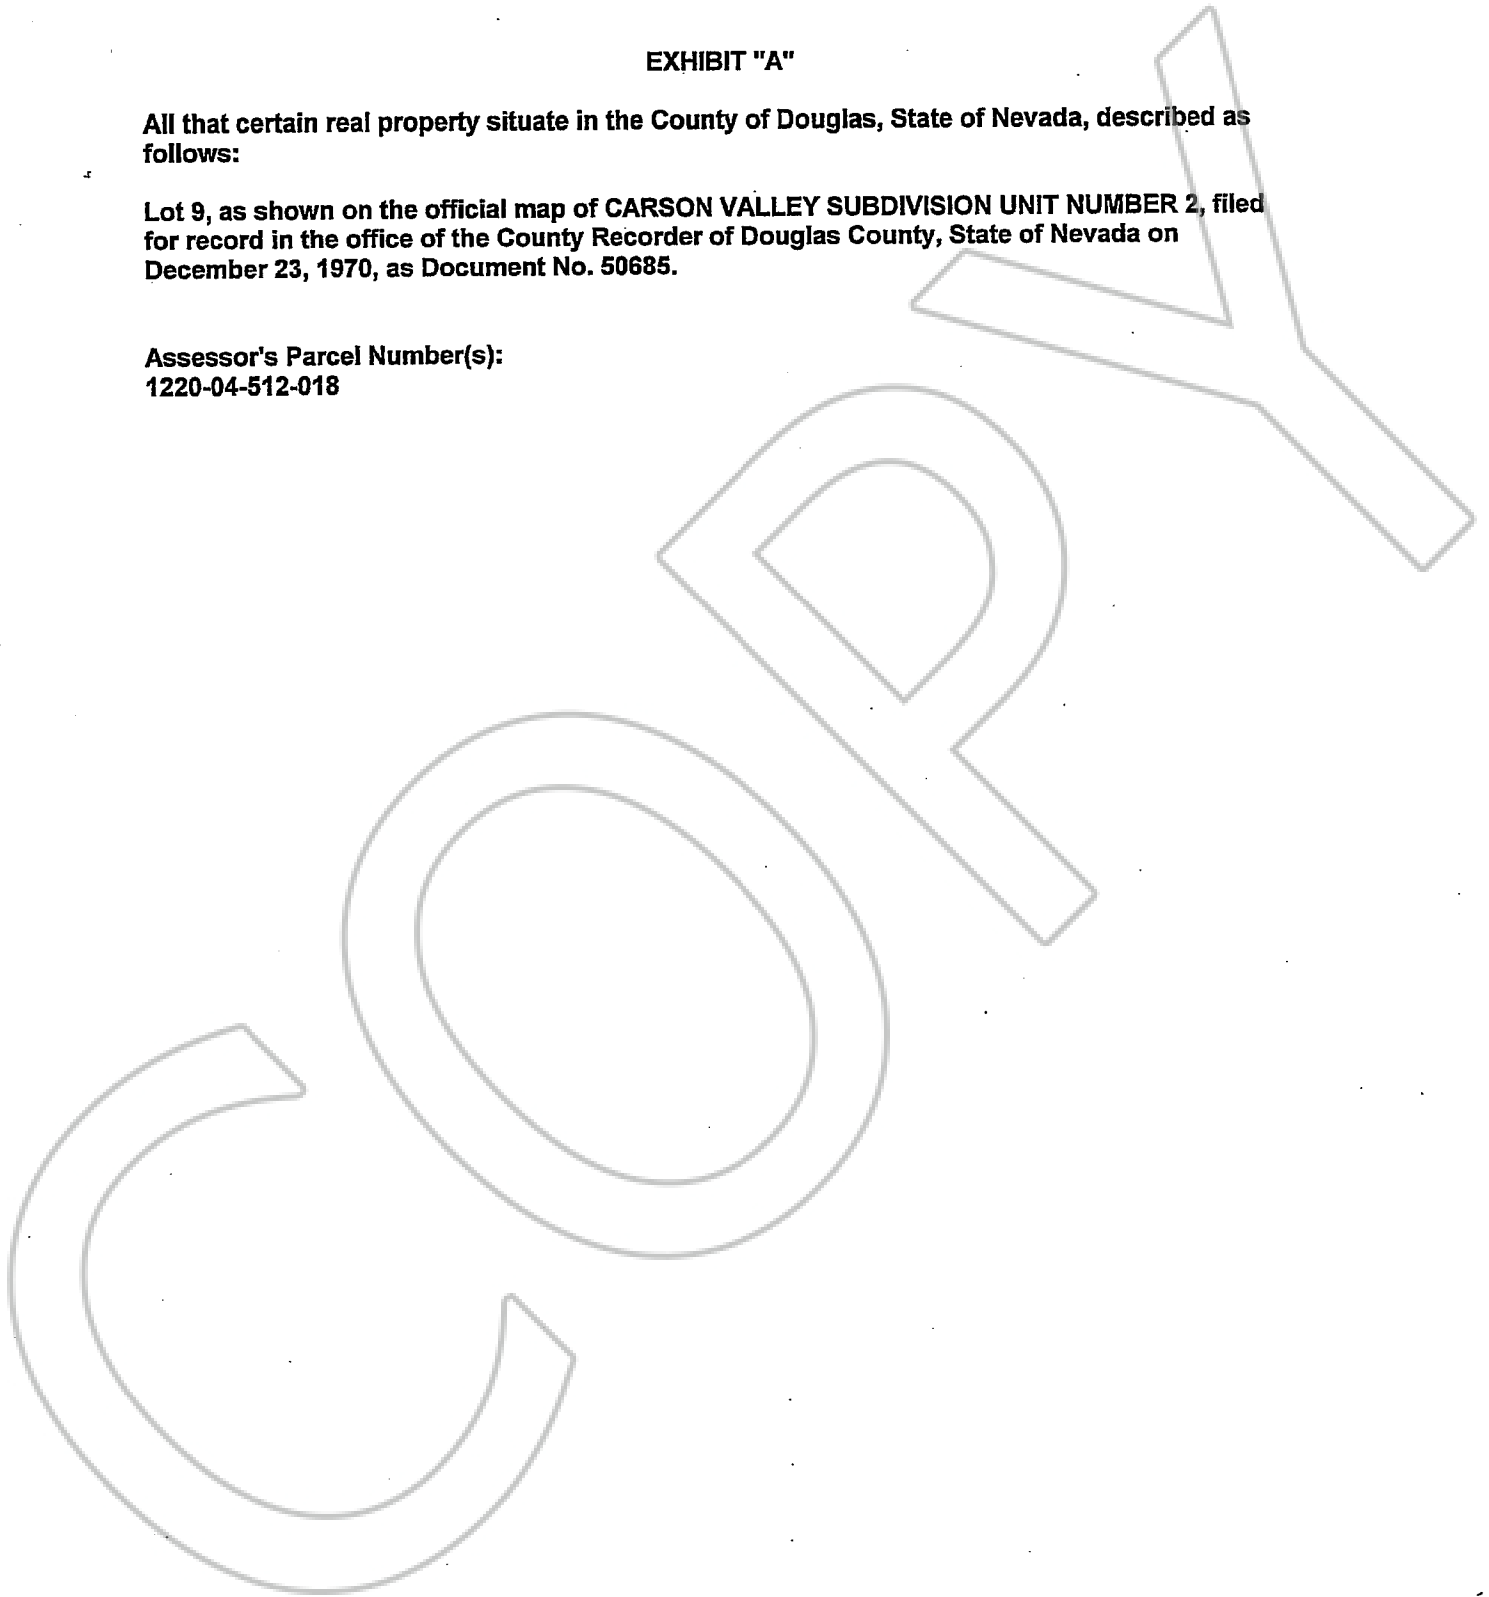 EXHIBIT "A"
All that certain real property situate in the County of Douglas, State of Nevada, described as
follows:
Lot 9, as shown on the official map of CARSON VALLEY SUBDIVISION UNIT NUMBER 2, filed
for record in the office of the County Recorder of Douglas County, State of Nevada on
December 23, 1970, as Document No. 50685.
Assessor's Parcel Number(s):
1220-04-512-018
COPY